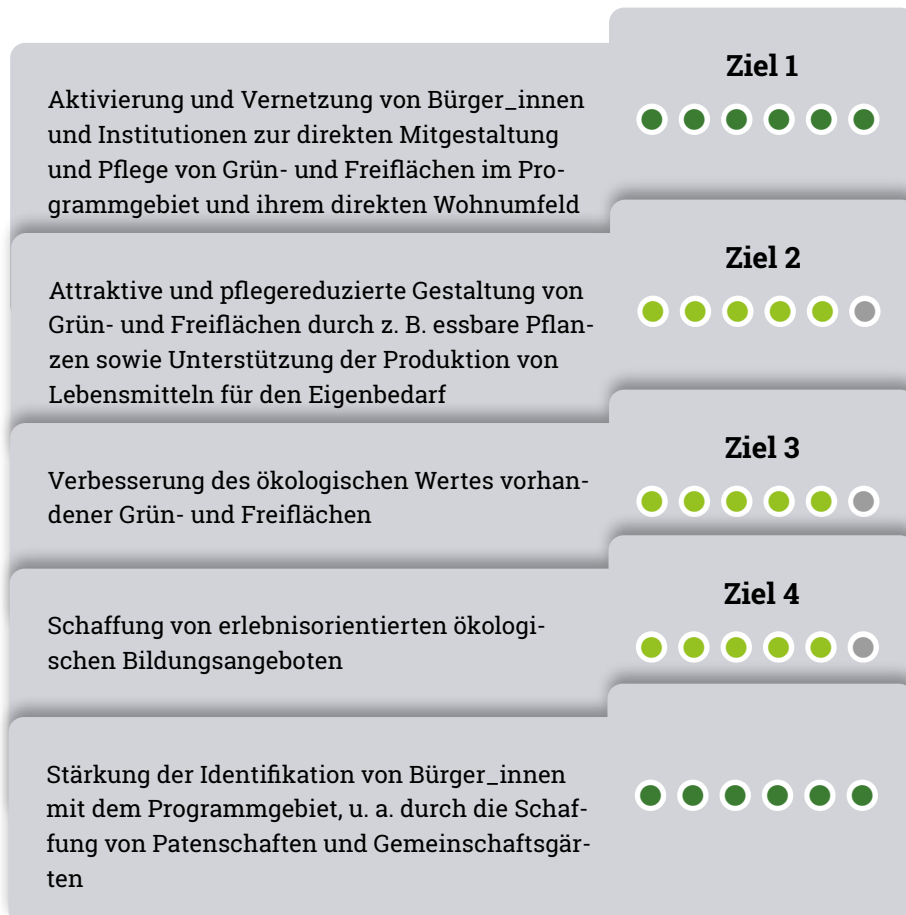 Ziel 1
Aktivierung und Vernetzung von Bürger_innen
und Institutionen zur direkten Mitgestaltung
und Pflege von Grün- und Freiflächen im Pro-
grammgebiet und ihrem direkten Wohnumfeld
Ziel 2
Attraktive und pflegereduzierte Gestaltung von
Grün- und Freiflächen durch z. B. essbare Pflan-
zen sowie Unterstützung der Produktion von
Lebensmitteln für den Eigenbedarf
Ziel 3
Verbesserung des ökologischen Wertes vorhan-
dener Grün- und Freiflächen
Ziel 4
Schaffung von erlebnisorientierten ökologi-
schen Bildungsangeboten
Stärkung der Identifikation von Bürger_innen
mit dem Programmgebiet, u. a. durch die Schaf-
fung von Patenschaften und Gemeinschaftsgär-
ten